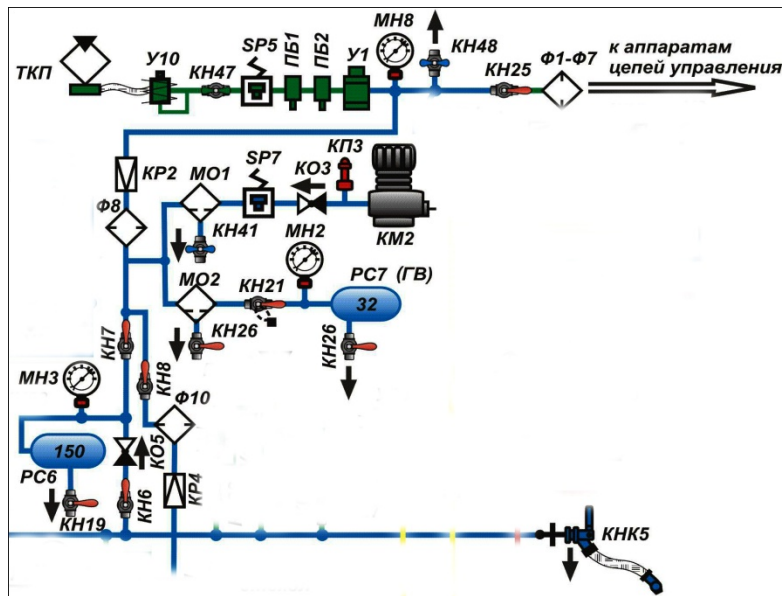 МН8
У10
SP5
ПБ1
ПБ2
У1
КН48
Ф1-Ф7
к аппаратам
цепей управления
ТКП
КН47
КН25
КР2
МО1
SP7
КО3
КП3
Ф8
КН41
МН2
КМ2
МО2
КН21
РС7 (ГВ)
32
КН26
КН26
КН7
КН8
МН3
Ф10
150
КО5
РС6
КР4
КН19
КН6
КНК5